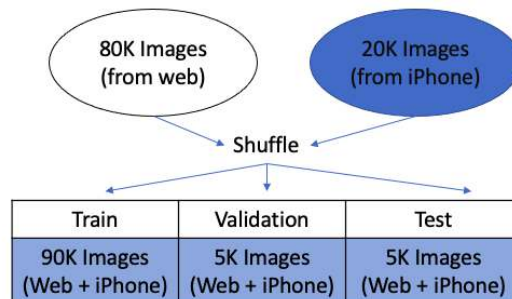 80K Images
(from web)
20K Images
(from iPhone)
Shuffle
Train
Validation
Test
90K Images
(Web + iPhone)
5K Images
(Web + iPhone)
5K Images
(Web + iPhone)